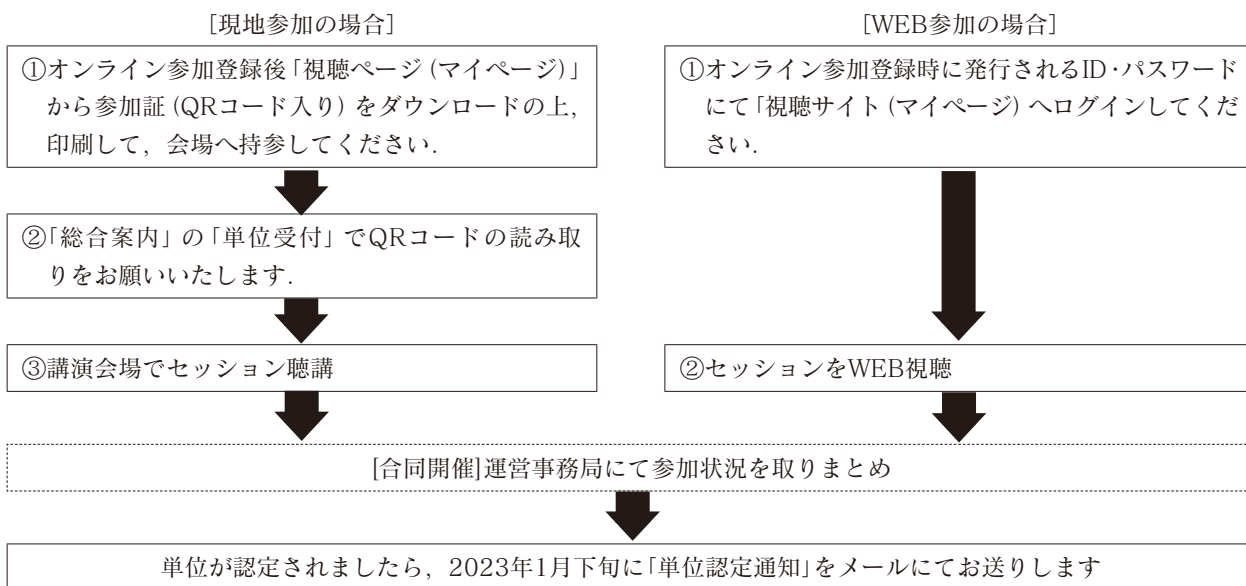 [現地参加の場合]
①オンライン参加登録後「視聴ページ(マイページ)」
から参加証(QRコード入り)をダウンロードの上,
印刷して,会場へ持参してください.
②「総合案内」の「単位受付」でQRコードの読み取
りをお願いいたします.
③講演会場でセッション聴講
[WEB参加の場合]
①オンライン参加登録時に発行されるID・パスワード
にて「視聴サイト(マイページ)へログインしてくだ
さい.
②セッションをWEB視聴
[合同開催]運営事務局にて参加状況を取りまとめ
単位が認定されましたら,2023年1月下旬に「単位認定通知」をメールにてお送りします